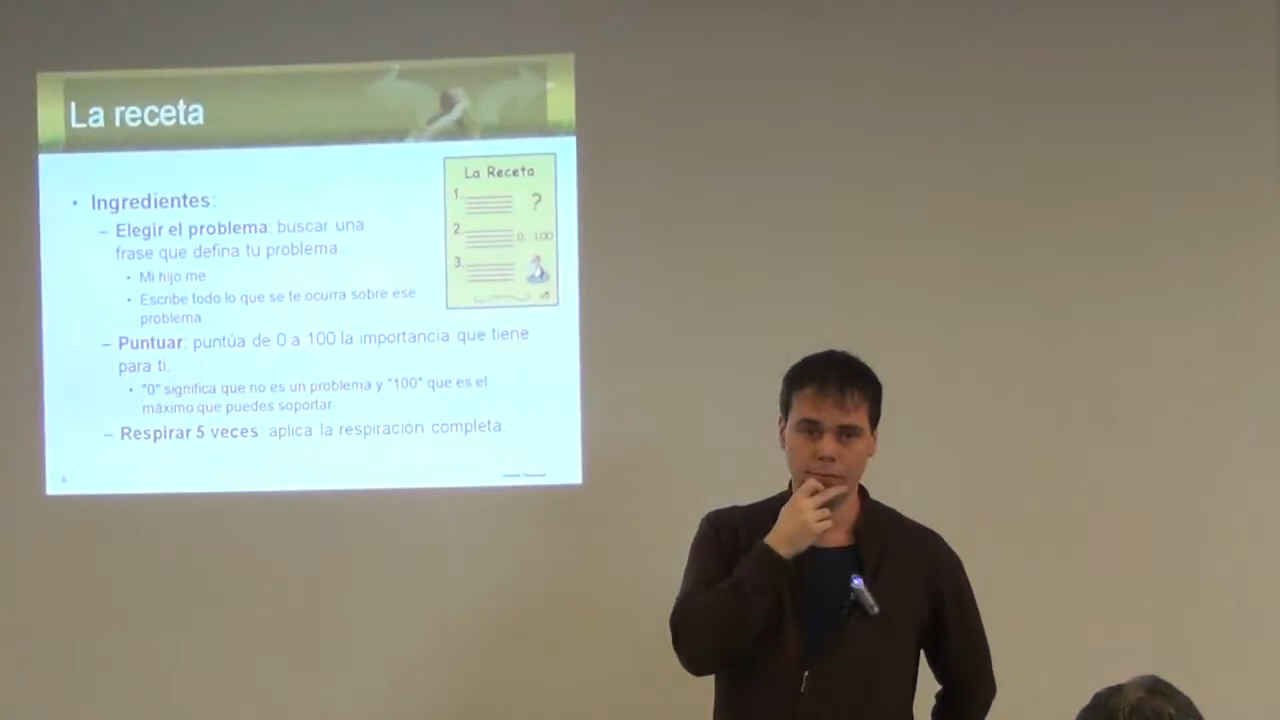 La receta
Ingredientes:
– Elegir el problema: buscar una
frase que defina tu problema.
Mi hijo me
Escribe todo lo que se te ocurra sobre ese
problema.
– Puntuar: puntúa de 0 a 100 la importancia que tiene
para ti.
"0" significa que no es un problema y "100" que es el
máximo que puedes soportar.
– Respirar 5 veces: aplica la respiración completa.
La Receta
1. ?
2. 0. 100
3.
x5
6